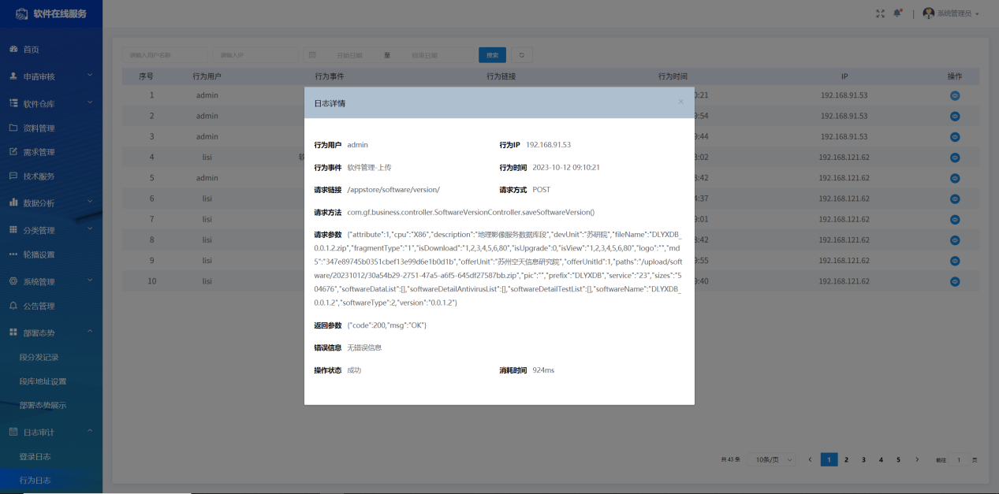 软件在线服务
系统管理员
首页
申请审核
软件仓库
资料管理
需求管理
技术服务
数据分析
分类管理
轮播设置
系统管理
公告管理
部署态势
段分发记录
段库地址设置
部署态势展示
日志审计
登录日志
行为日志
请输入用户名称 请输入IP 开始日期 至 结束日期 搜索
序号 行为用户 行为事件 行为链接 行为时间 IP 操作
1 admin :21 192.168.91.53
2 admin :54 192.168.91.53
3 admin :44 192.168.91.53
4 lisi :02 192.168.121.62
5 admin :42 192.168.121.62
6 lisi :37 192.168.121.62
7 lisi :01 192.168.121.62
8 lisi :42 192.168.121.62
9 lisi :55 192.168.121.62
10 lisi :40 192.168.121.62
日志详情
行为用户 admin 行为IP 192.168.91.53
行为事件 软件管理-上传 行为时间 2023-10-12 09:10:21
请求链接 /appstore/software/version/ 请求方式 POST
请求方法 com.gf.business.controller.SoftwareVersionController.saveSoftwareVersion()
请求参数 {"attribute":1,"cpu":"X86","description":"地理影像服务数据库段","devUnit":"苏研院","fileName":"DLYXDB_
0.0.1.2.zip","fragmentType":"1","isDownload":"1,2,3,4,5,6,80","isUpgrade":0,"isView":"1,2,3,4,5,6,80","logo":"","md
5":"347e89745b0351cbef13e99d6e1b0d1b","offerUnit":"苏州空天信息研究院","offerUnitId":1,"paths":"/upload/soft
ware/20231012/30a54b29-2751-47a5-a6f5-645df27587bb.zip","pic":"","prefix":"DLYXDB","service":"23","sizes":"5
04676","softwareDataList":[],"softwareDetailAntivirusList":[],"softwareDetailTestList":[],"softwareName":"DLYXDB_
0.0.1.2","softwareType":2,"version":"0.0.1.2"}
返回参数 {"code":200,"msg":"OK"}
错误信息 无错误信息
操作状态 成功 消耗时间 924ms
共 43 条 10条/页 1 2 3 4 5 前往 1 页